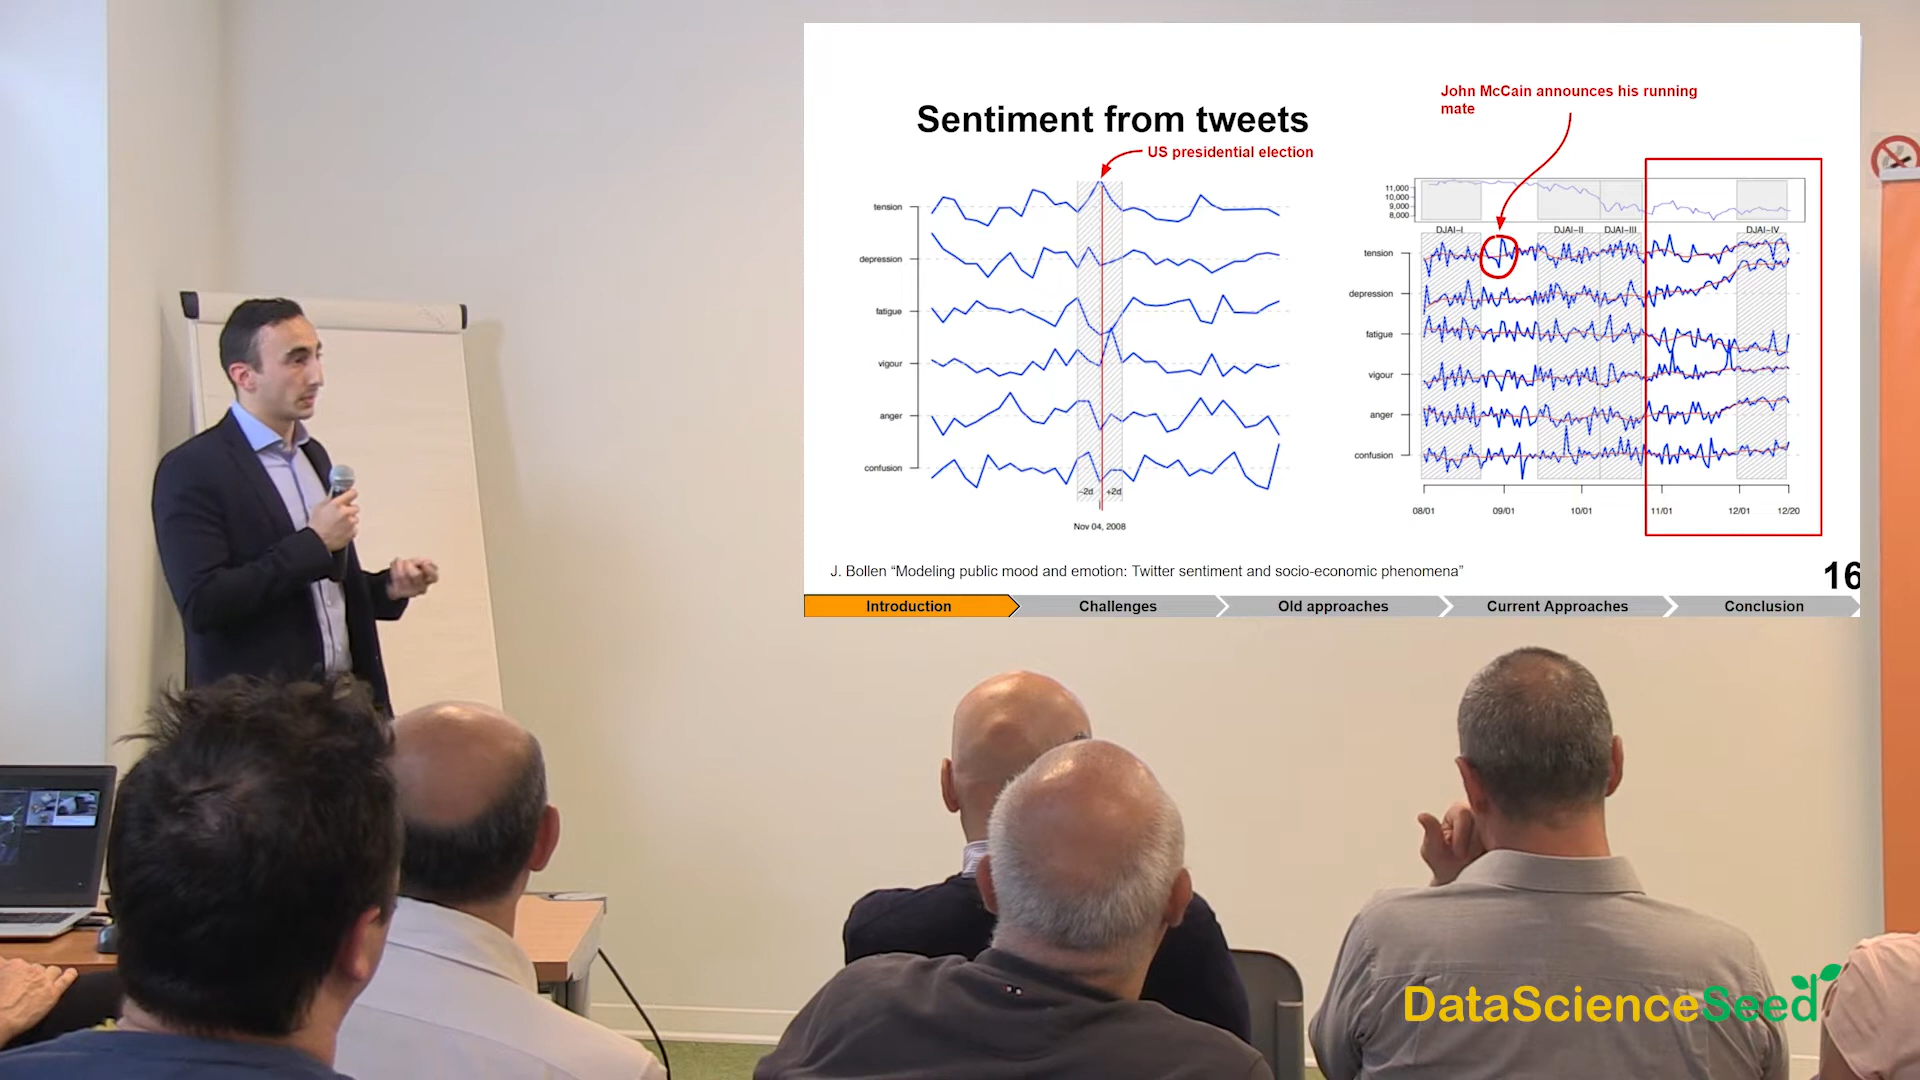 Sentiment from tweets
US presidential election
John McCain announces his running
mate
tension
depression
fatigue
vigour
anger
confusion
-2d
+2d
Nov 04, 2008
11,000
10,000
9,000
8,000
DJAI-I
DJAI-II
DJAI-III
DJAI-IV
tension
depression
fatigue
vigour
anger
confusion
08/01
09/01
10/01
11/01
12/01
12/20
J. Bollen “Modeling public mood and emotion: Twitter sentiment and socio-economic phenomena”
16
Introduction
Challenges
Old approaches
Current Approaches
Conclusion
DataScienceSeed